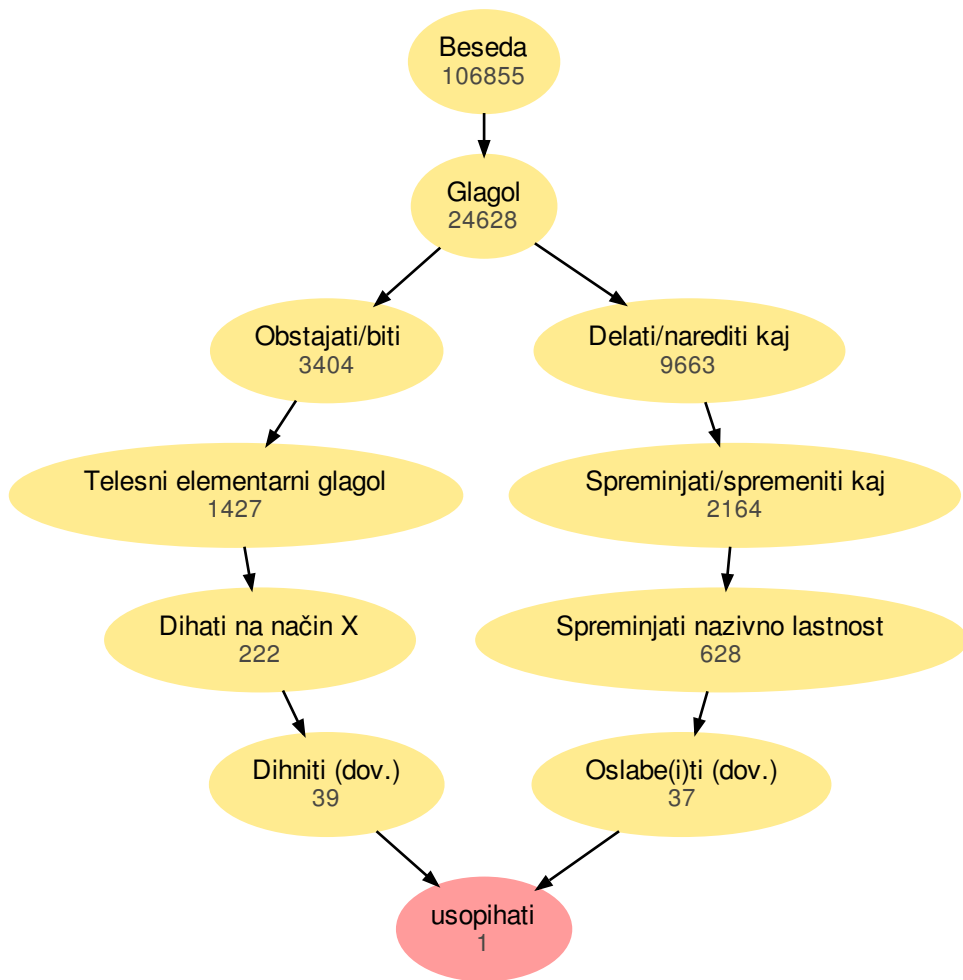 Beseda
106855
Glagol
24628
Obstajati/biti
3404
Delati/narediti kaj
9663
Telesni elementarni glagol
1427
Spreminjati/spremeniti kaj
2164
Dihati na način X
222
Spreminjati nazivno lastnost
628
Dihniti (dov.)
39
Oslabe(i)ti (dov.)
37
usopihati
1